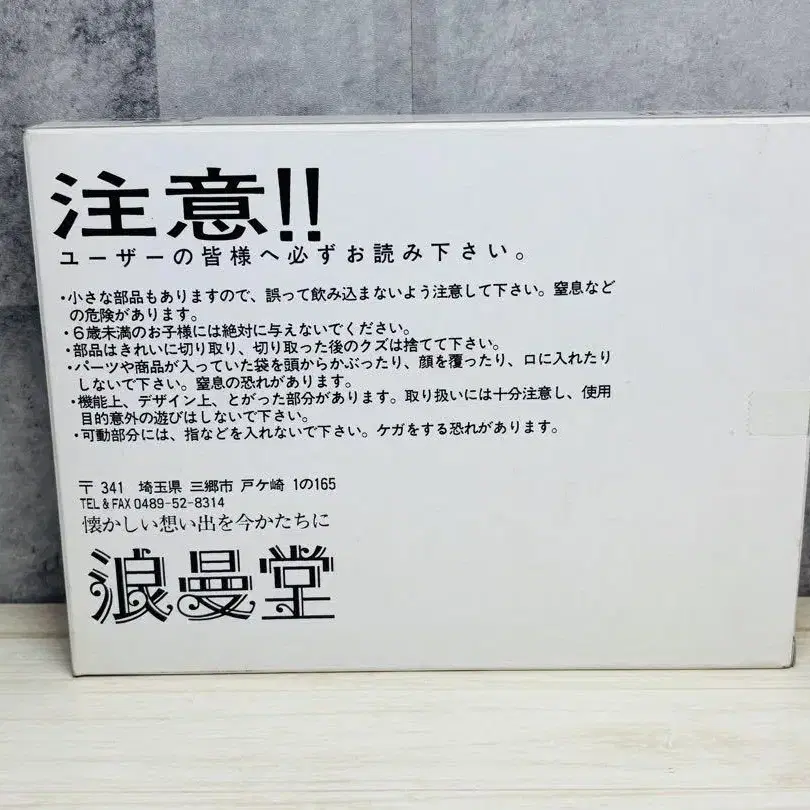 注意!!
ユーザーの皆様へ必ずお読み下さい。
・小さな部品もありますので、誤って飲み込まないよう注意して下さい。窒息など
の危険があります。
・6歳未満のお子様には絶対に与えないでください。
・部品はきれいに切り取り、切り取った後のクズは捨てて下さい。
・パーツや商品が入っていた袋を頭からかぶったり、顔を覆ったり、口に入れたり
しないで下さい。窒息の恐れがあります。
・機能上、デザイン上、とがった部分があります。取り扱いには十分注意し、使用
目的意外の遊びはしないで下さい。
・可動部分には、指などを入れないで下さい。ケガをする恐れがあります。
〒341 埼玉県 三郷市 戸ケ崎 1の165
TEL & FAX 0489-52-8314
懐かしい想い出を今かたちに
浪曼堂